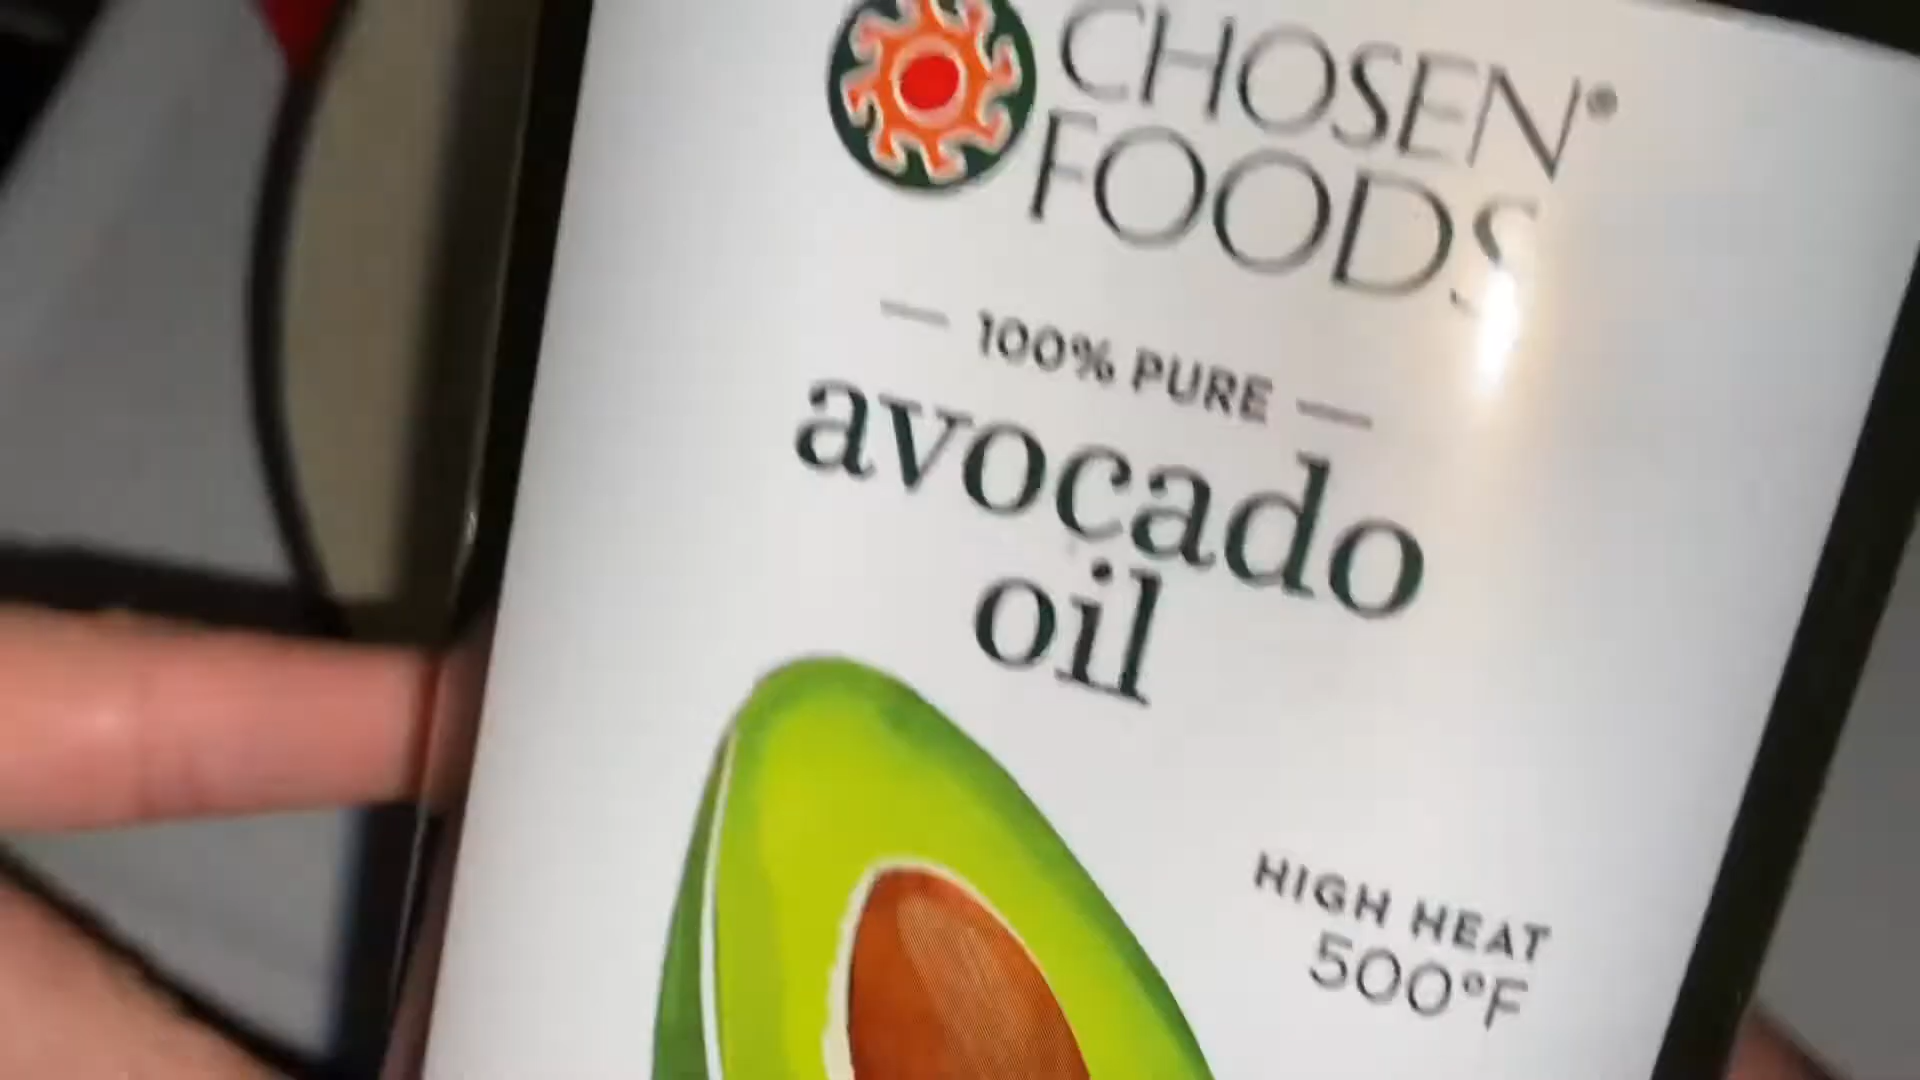 CHOSEN®
FOODS
100% PURE
avocado
oil
HIGH HEAT
500°F